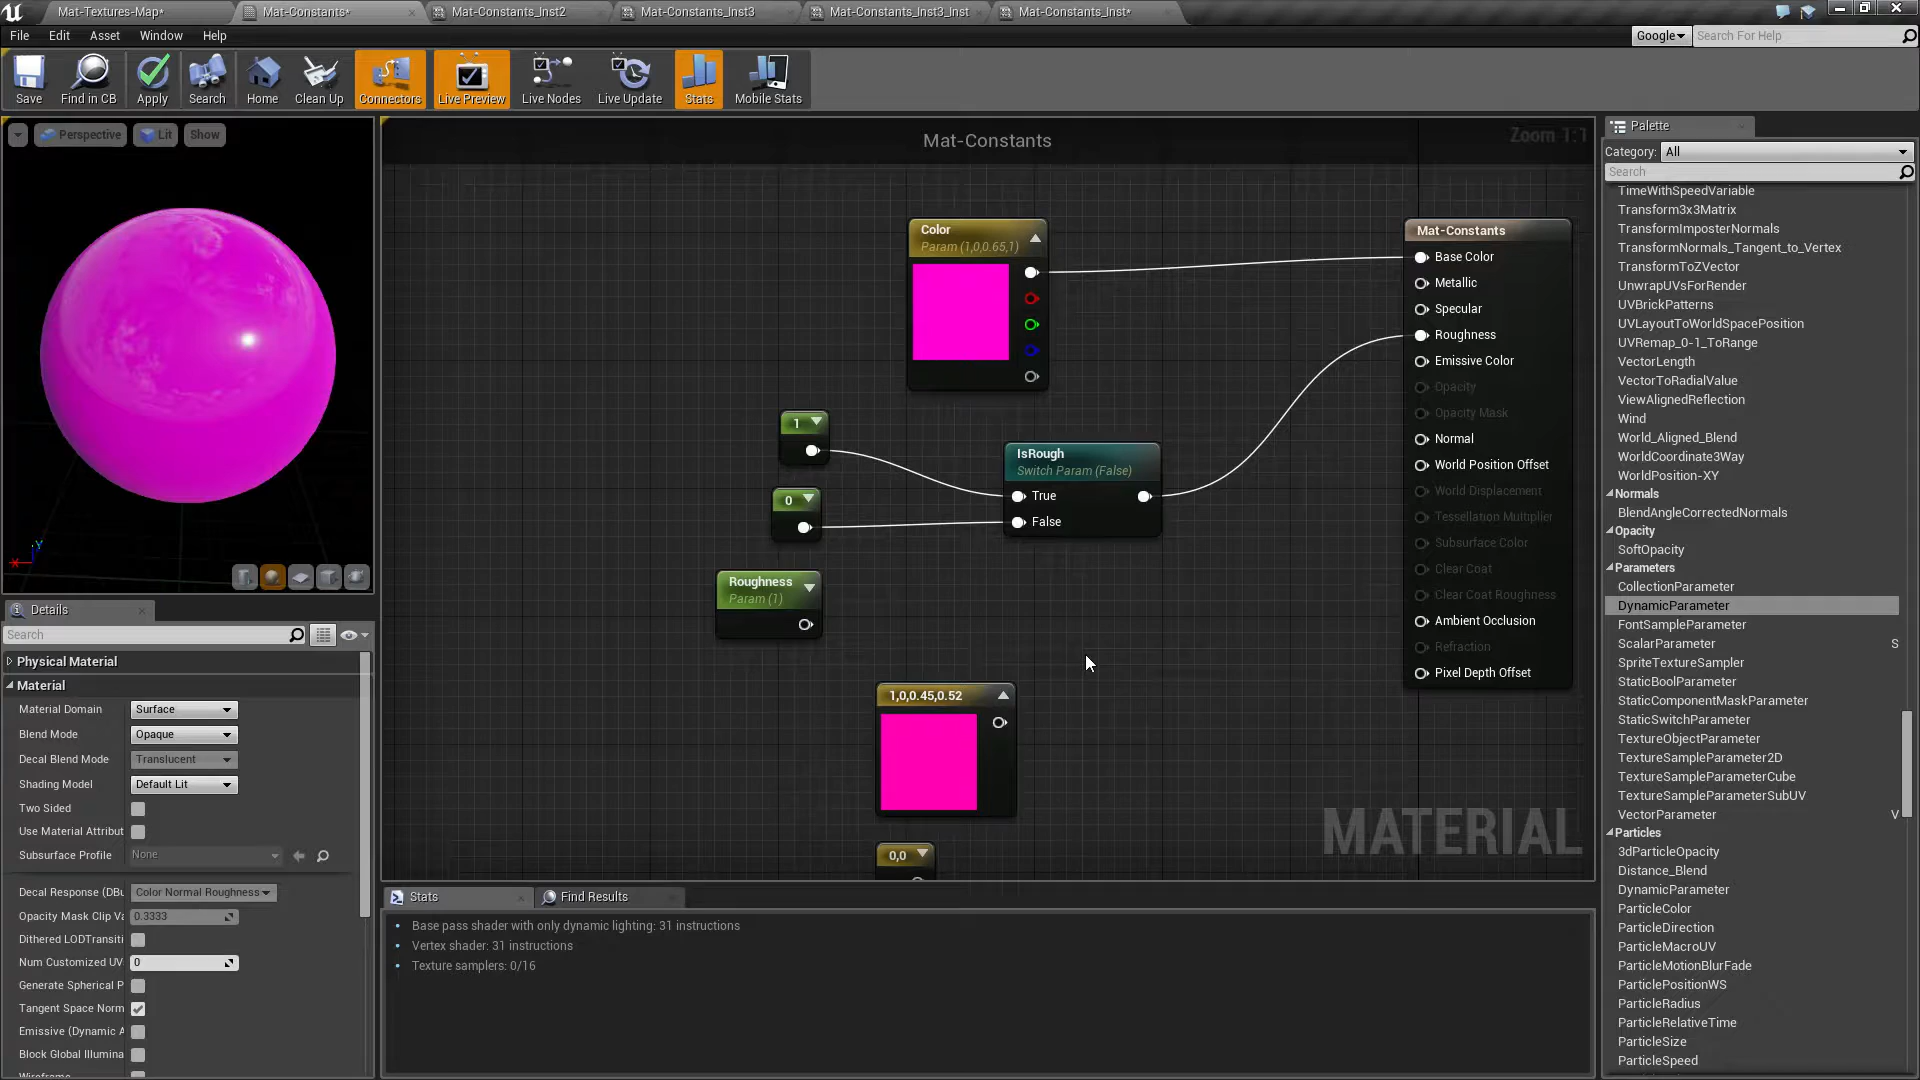 Mat-Textures-Map*
Mat-Constants*
Mat-Constants_Inst2
Mat-Constants_Inst3
Mat-Constants_Inst3_Inst
Mat-Constants_Inst*
File
Edit
Asset
Window
Help
Google
Search For Help
Save
Find in CB
Apply
Search
Home
Clean Up
Connectors
Live Preview
Live Nodes
Live Update
Stats
Mobile Stats
Perspective
Lit
Show
Mat-Constants
Zoom 1:1
Color
Param (1,0,0.65,1)
1
0
Roughness
Param (1)
IsRough
Switch Param (False)
True
False
1,0,0.45,0.52
0,0
Mat-Constants
Base Color
Metallic
Specular
Roughness
Emissive Color
Opacity
Opacity Mask
Normal
World Position Offset
World Displacement
Tessellation Multiplier
Subsurface Color
Clear Coat
Clear Coat Roughness
Ambient Occlusion
Refraction
Pixel Depth Offset
MATERIAL
Y
Details
Search
Physical Material
Material
Material Domain
Surface
Blend Mode
Opaque
Decal Blend Mode
Translucent
Shading Model
Default Lit
Two Sided
Use Material Attribut
Subsurface Profile
None
Decal Response (DBu
Color Normal Roughness
Opacity Mask Clip Va
0.3333
Dithered LODTransiti
Num Customized UV
0
Generate Spherical P
Tangent Space Norm
Emissive (Dynamic A
Block Global Illumina
Wireframe
Stats
Find Results
Base pass shader with only dynamic lighting: 31 instructions
Vertex shader: 31 instructions
Texture samplers: 0/16
Palette
Category:
All
Search
TimeWithSpeedVariable
Transform3x3Matrix
TransformImposterNormals
TransformNormals_Tangent_to_Vertex
TransformToZVector
UnwrapUVsForRender
UVBrickPatterns
UVLayoutToWorldSpacePosition
UVRemap_0-1_ToRange
VectorLength
VectorToRadialValue
ViewAlignedReflection
Wind
World_Aligned_Blend
WorldCoordinate3Way
WorldPosition-XY
Normals
BlendAngleCorrectedNormals
Opacity
SoftOpacity
Parameters
CollectionParameter
DynamicParameter
FontSampleParameter
ScalarParameter S
SpriteTextureSampler
StaticBoolParameter
StaticComponentMaskParameter
StaticSwitchParameter
TextureObjectParameter
TextureSampleParameter2D
TextureSampleParameterCube
TextureSampleParameterSubUV
VectorParameter V
Particles
3dParticleOpacity
Distance_Blend
DynamicParameter
ParticleColor
ParticleDirection
ParticleMacroUV
ParticleMotionBlurFade
ParticlePositionWS
ParticleRadius
ParticleRelativeTime
ParticleSize
ParticleSpeed